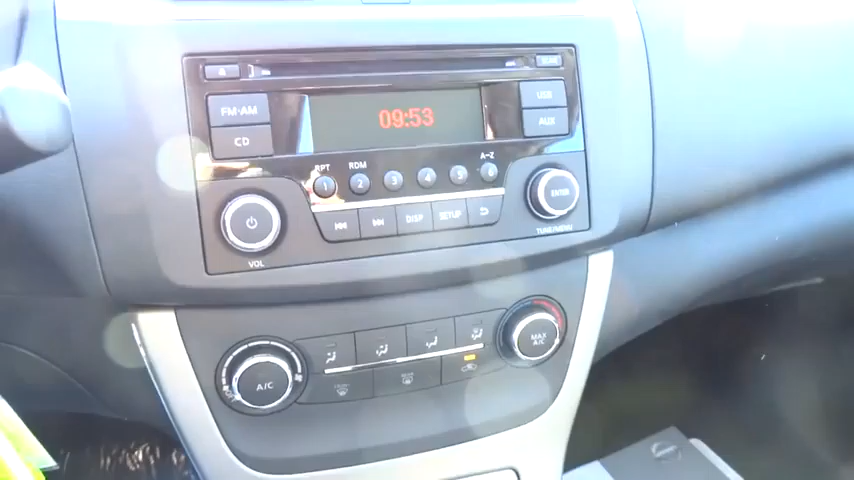 SCAN
FM·AM
CD
09:53
USB
AUX
RPT RDM A-Z
1 2 3 4 5 6
DISP SETUP
ENTER
TUNE/MENU
VOL
A/C
MAX A/C